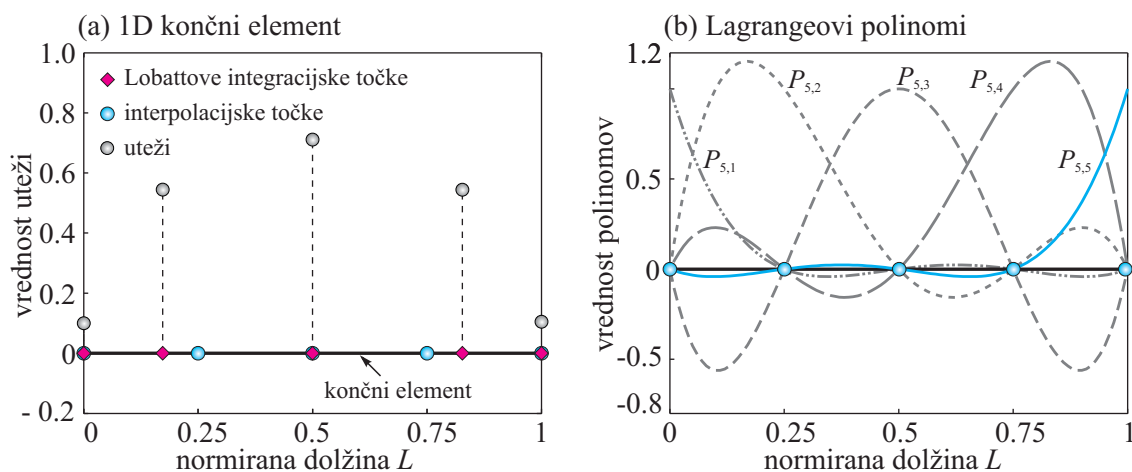 (a) 1D končni element
1.0
0.8
0.6
0.4
0.2
0
- 0.2
vrednost uteži
Lobattove integracijske točke
interpolacijske točke
uteži
končni element
0
0.25
0.5
0.75
1
normirana dolžina L
(b) Lagrangeovi polinomi
1.2
0.5
0
-0.5
-0.8
vrednost polinomov
P5,1
P5,2
P5,3
P5,4
P5,5
0
0.25
0.5
0.75
1
normirana dolžina L